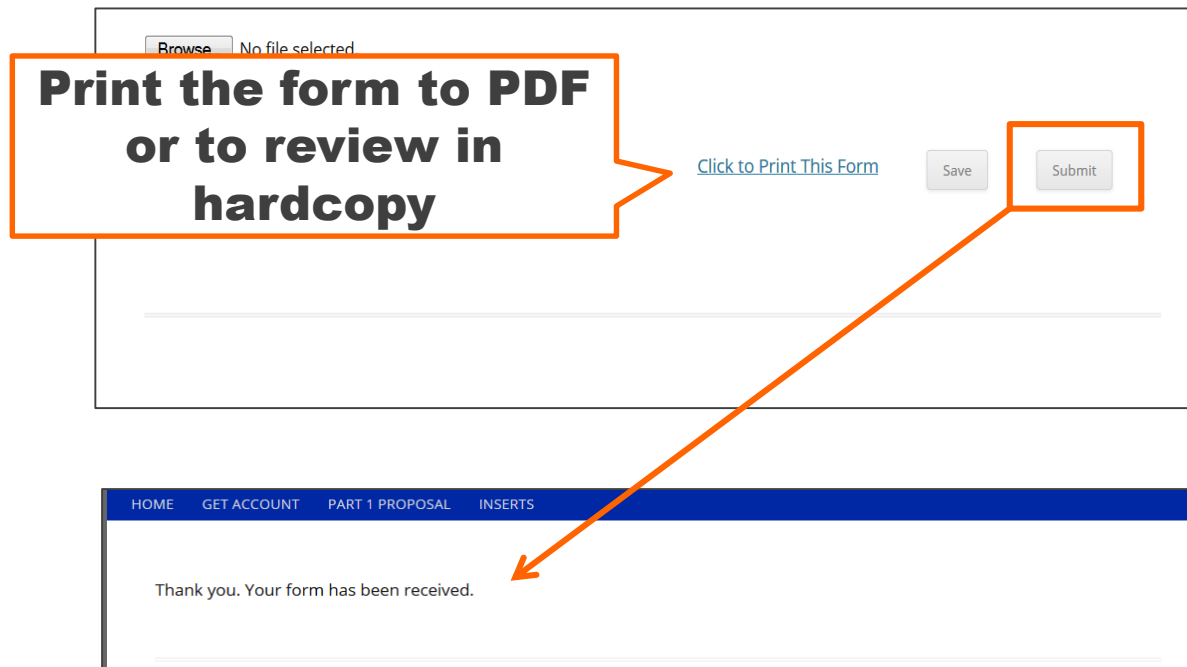 Browse No file selected
Print the form to PDF
or to review in
hardcopy
Click to Print This Form Save Submit
HOME GET ACCOUNT PART 1 PROPOSAL INSERTS
Thank you. Your form has been received.